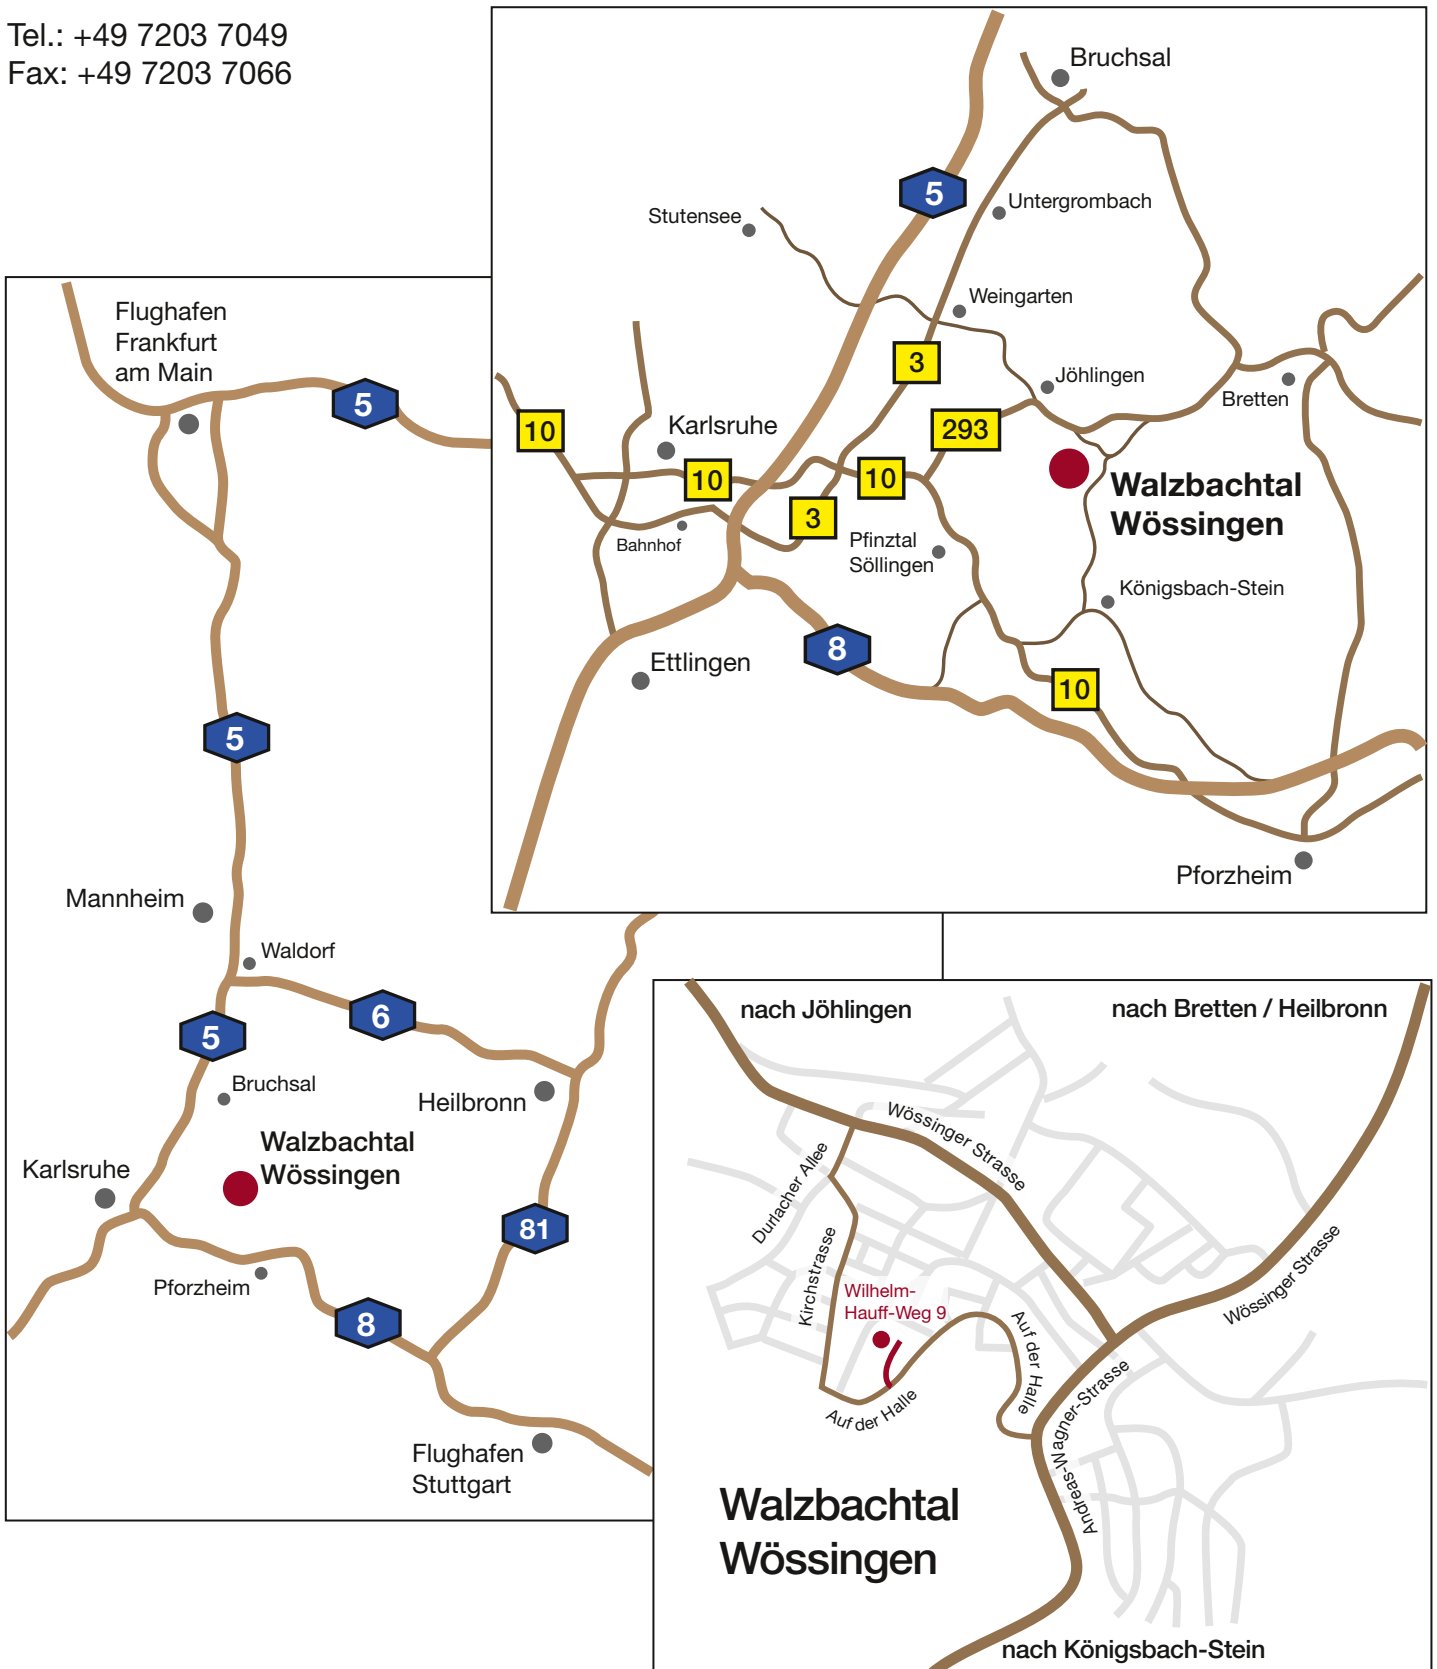 Tel.: +49 7203 7049
Fax: +49 7203 7066
Bruchsal
5
Untergrombach
Stutensee
Weingarten
3
Jöhlingen
Bretten
10
Karlsruhe
293
10
10
Walzbachtal
Wössingen
3
Bahnhof
Pfinztal
Söllingen
Königsbach-Stein
8
Ettlingen
10
Pforzheim
Flughafen
Frankfurt
am Main
5
5
Mannheim
Waldorf
6
5
Bruchsal
Heilbronn
Walzbachtal
Wössingen
Karlsruhe
81
Pforzheim
8
Flughafen
Stuttgart
nach Jöhlingen
nach Bretten / Heilbronn
Wössinger Strasse
Durlacher Allee
Kirchstrasse
Wössinger Strasse
Wilhelm-
Hauff-Weg 9
Auf der Halle
Auf der Halle
Andreas-Wagner-Strasse
Walzbachtal
Wössingen
nach Königsbach-Stein